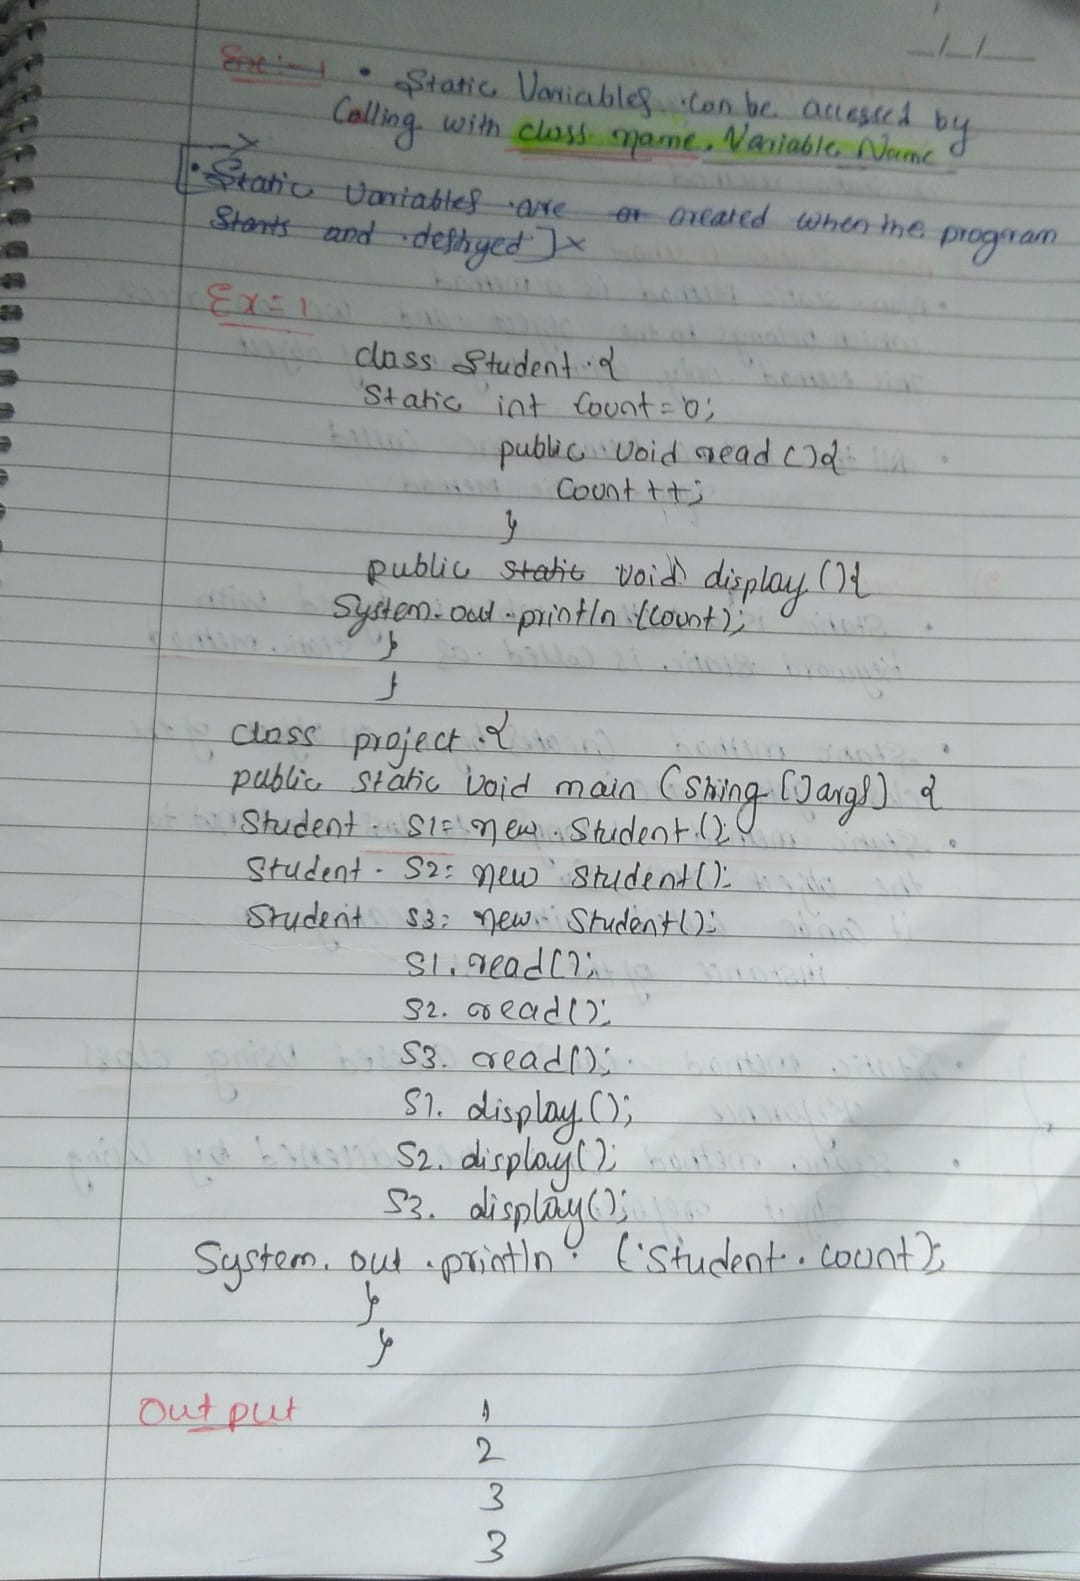 • Static Variables can be accessed by
Calling with class name. Variable Name
[• Static variables are or created when the program
Starts and destryed]×
Ex=1
class Student {
Static int Count=0;
public void read () {
Count ++;
}
public static void display () {
System.out.println (Count);
}
}
Class project {
public static void main (String []args) {
Student S1= new Student ();
Student S2= new Student ();
Student S3= new Student ();
S1. read ();
S2. read ();
S3. read ();
S1. display ();
S2. display ();
S3. display ();
System. out .println (Student. count);
}
}
Output 1
2
3
3